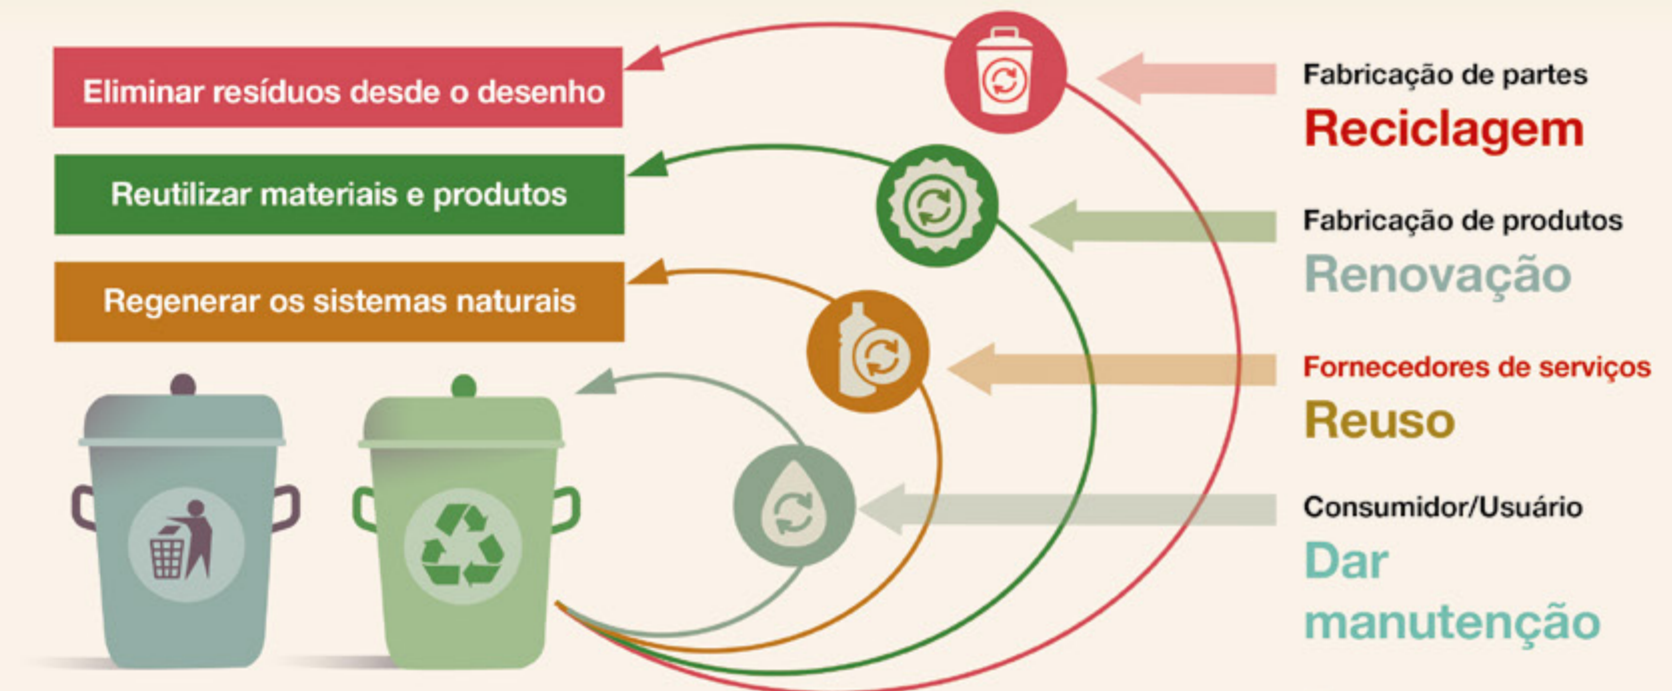 Eliminar resíduos desde o desenho
Reutilizar materiais e produtos
Regenerar os sistemas naturais
Fabricação de partes
Reciclagem
Fabricação de produtos
Renovação
Fornecedores de serviços
Reuso
Consumidor/Usuário
Dar
manutenção